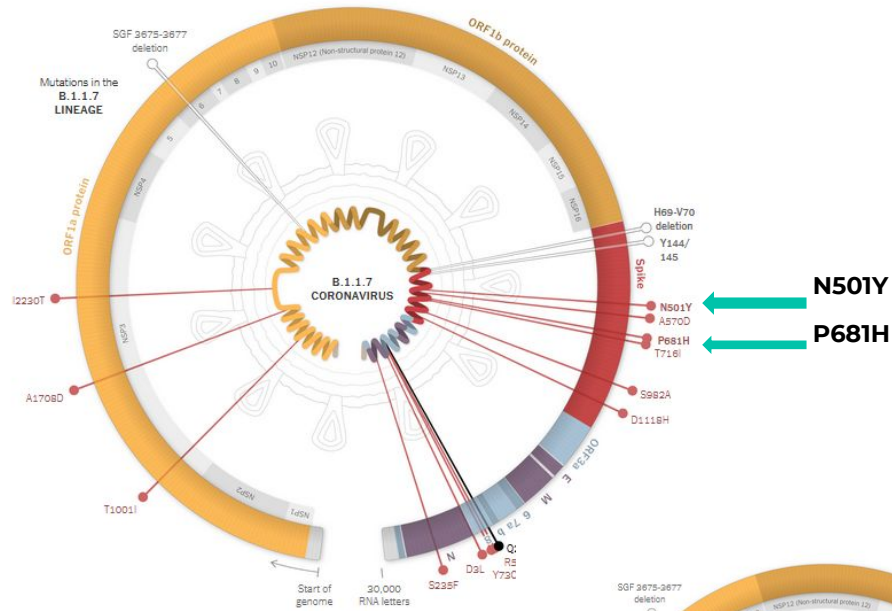 SGF 3675-3677
deletion
Mutations in the
B.1.1.7
LINEAGE
ORF1a protein
ORF1b protein
NSP12 (Non-structural protein 12)
NSP13
NSP14
NSP15
NSP16
10
9
8
7
6
5
NSP4
NSP3
NSP2
NSP1
H69-V70
deletion
Y144/
145
Spike
N501Y
A570D
P681H
T716I
S982A
D1118H
N501Y
P681H
B.1.1.7
CORONAVIRUS
I2230T
A1708D
T1001I
ORF3a
E
M
6
7a
b
N
D3L
S235F
Start of
genome
30,000
RNA letters
SGF 3675-3677
deletion
NSP12 (Non-structural protein 12)